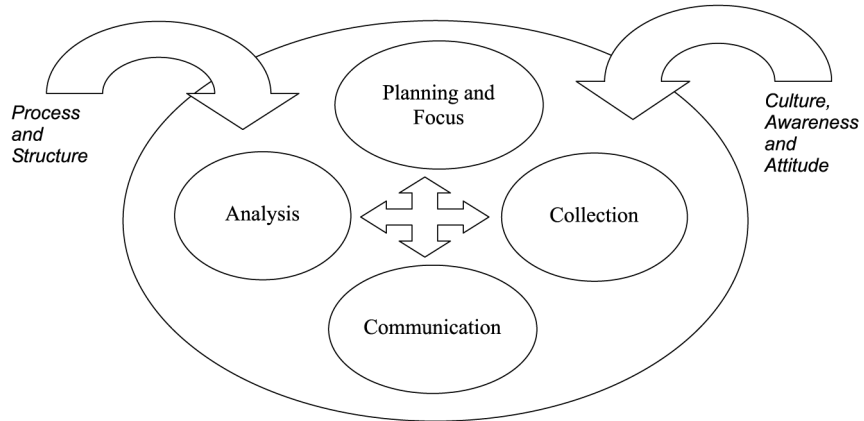 Planning and
Focus
Process
and
Structure
Culture,
Awareness
and
Attitude
Analysis
Collection
Communication